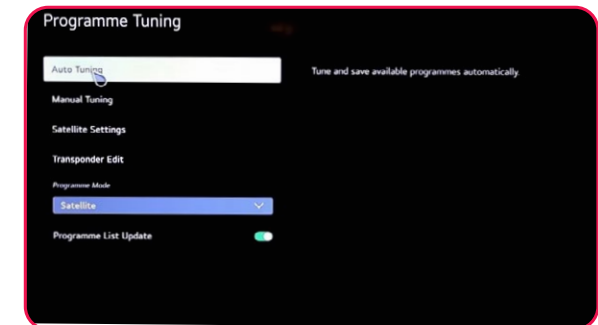 Programme Tuning
Auto Tuning
Tune and save available programmes automatically.
Manual Tuning
Satellite Settings
Transponder Edit
Programme Mode
Satellite
Programme List Update